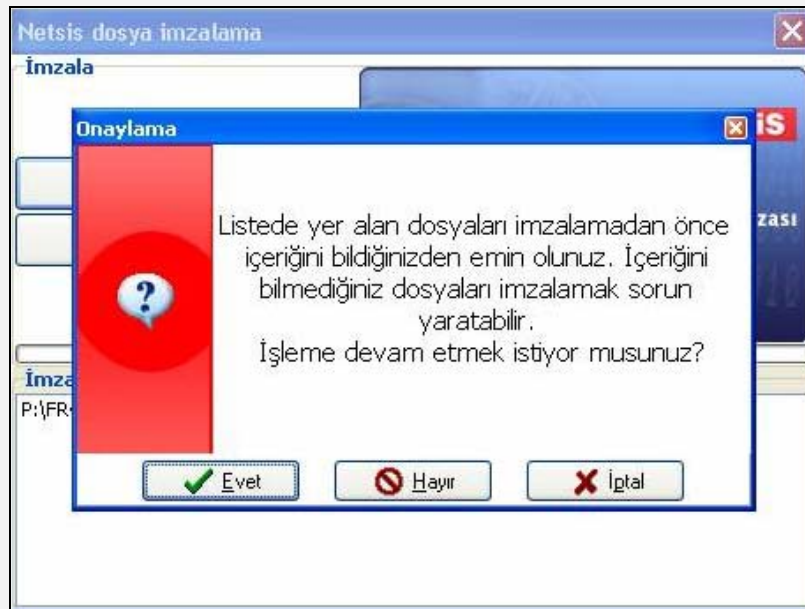 Netsis dosya imzalama
İmzala
Onaylama
iS
zası
Listede yer alan dosyaları imzalamadan önce
içeriğini bildiğinizden emin olunuz. İçeriğini
bilmediğiniz dosyaları imzalamak sorun
yaratabilir.
İşleme devam etmek istiyor musunuz?
İmza
P:\FR
Evet
Hayır
İptal